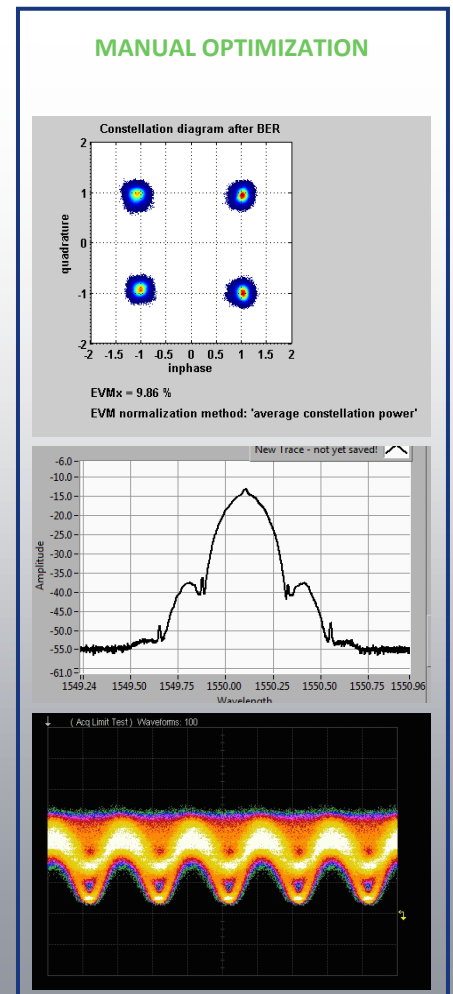 MANUAL OPTIMIZATION
Constellation diagram after BER
2
1
0
-1
-2
quadrature
-2 -1.5 -1 -0.5 0 0.5 1 1.5 2
inphase
EVMx = 9.86 %
EVM normalization method: 'average constellation power'
New Trace - not yet saved!
-6.0
-10.0
-15.0
-20.0
-25.0
-30.0
-35.0
-40.0
-45.0
-50.0
-55.0
-61.0
Amplitude
1549.24 1549.50 1549.75 1550.00 1550.25 1550.50 1550.75 1550.96
Wavelength
( Acq Limit Test ) Waveforms: 100